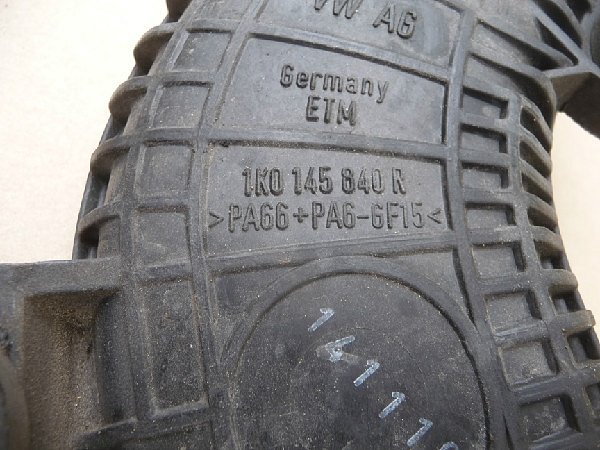 VW AG
Germany
ETM
1K0 145 840 R
>PA66+PA6-GF15<